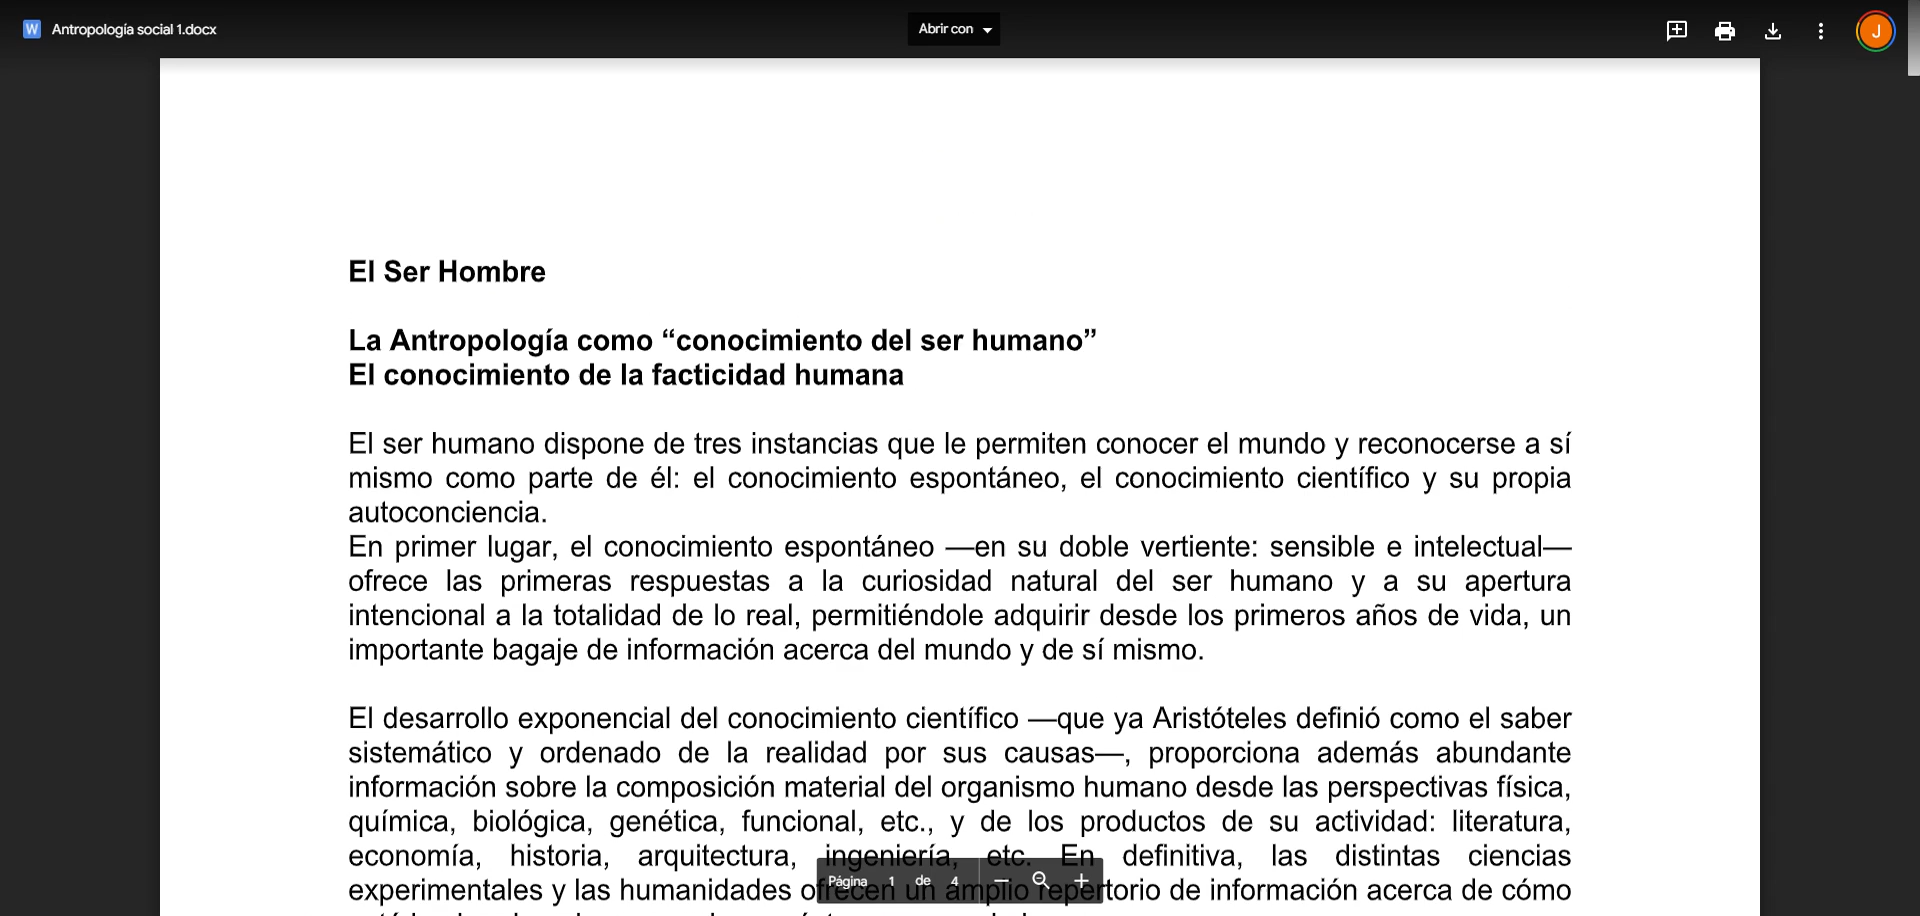 Antropología social 1.docx
Abrir con
J
El Ser Hombre
La Antropología como “conocimiento del ser humano”
El conocimiento de la facticidad humana
El ser humano dispone de tres instancias que le permiten conocer el mundo y reconocerse a sí
mismo como parte de él: el conocimiento espontáneo, el conocimiento científico y su propia
autoconciencia.
En primer lugar, el conocimiento espontáneo —en su doble vertiente: sensible e intelectual—
ofrece las primeras respuestas a la curiosidad natural del ser humano y a su apertura
intencional a la totalidad de lo real, permitiéndole adquirir desde los primeros años de vida, un
importante bagaje de información acerca del mundo y de sí mismo.
El desarrollo exponencial del conocimiento científico —que ya Aristóteles definió como el saber
sistemático y ordenado de la realidad por sus causas—, proporciona además abundante
información sobre la composición material del organismo humano desde las perspectivas física,
química, biológica, genética, funcional, etc., y de los productos de su actividad: literatura,
economía, historia, arquitectura, ingeniería, etc. En definitiva, las distintas ciencias
experimentales y las humanidades ofrecen un amplio repertorio de información acerca de cómo
Página 1 de 4